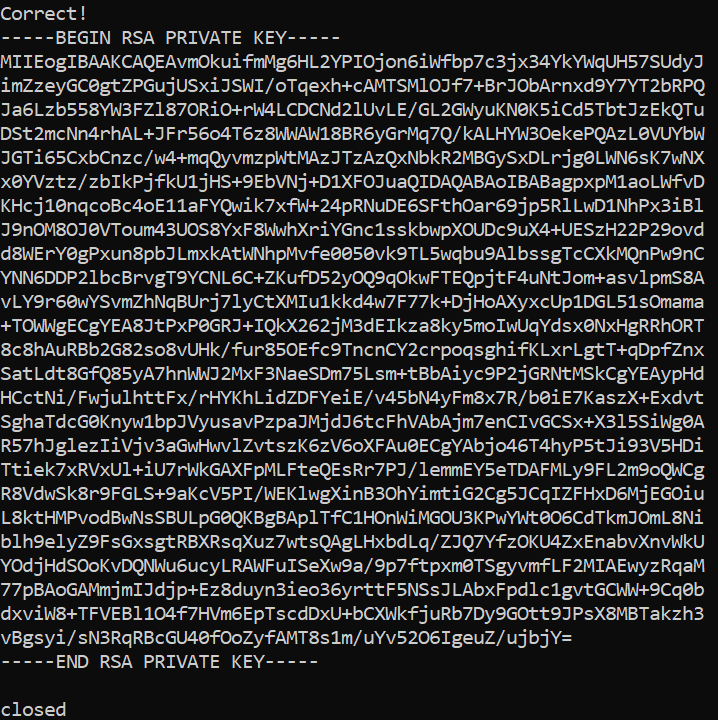 Correct!
-----BEGIN RSA PRIVATE KEY-----
MIIEogIBAAKCAQEAvmOkuifmMg6HL2YPIOjon6iWfbp7c3jx34YkYWqUH57SUdyJ
imZzeyGC0gtZPGujUSxiJSWI/oTqexh+cAMTSMlOJf7+BrJObArnxd9Y7YT2bRPQ
Ja6Lzb558YW3FZl87ORiO+rW4LCDCNd2lUvLE/GL2GWyuKN0K5iCd5TbtJzEkQTu
DSt2mcNn4rhAL+JFr56o4T6z8WWAW18BR6yGrMq7Q/kALHYW3OekePQAzL0VUYbW
JGTi65CxbCnzc/w4+mqQyvmzpWtMAzJTzAzQxNbkR2MBGySxDLrjg0LWN6sK7wNX
x0YVztz/zbIkPjfkU1jHS+9EbVNj+D1XFOJuaQIDAQABAoIBABagpxpM1aoLWfvD
KHcj10nqcoBc4oE11aFYQwik7xfW+24pRNuDE6SFthOar69jp5RlLwD1NhPx3iBl
J9nOM8OJ0VToum43UOS8YxF8WwhXriYGnc1sskbwpXOUDc9uX4+UESzH22P29ovd
d8WErY0gPxun8pbJLmxkAtWNhpMvfe0050vk9TL5wqbu9AlbssgTcCXkMQnPw9nC
YNN6DDP2lbcBrvgT9YCNL6C+ZKufD52yOQ9qOkwFTEQpjtF4uNtJom+asvlpmS8A
vLY9r60wYSvmZhNqBUrj7lyCtXMIu1kkd4w7F77k+DjHoAXyxcUp1DGL51sOmama
+TOWWgECgYEA8JtPxP0GRJ+IQkX262jM3dEIkza8ky5moIwUqYdsx0NxHgRRhORT
8c8hAuRBb2G82so8vUHk/fur85OEfc9TncnCY2crpoqsghifKLxrLgtT+qDpfZnx
SatLdt8GfQ85yA7hnWWJ2MxF3NaeSDm75Lsm+tBbAiyc9P2jGRNtMSkCgYEAypHd
HCctNi/FwjulhttFx/rHYKhLidZDFYeiE/v45bN4yFm8x7R/b0iE7KaszX+Exdvt
SghaTdcG0Knyw1bpJVyusavPzpaJMjdJ6tcFhVAbAjm7enCIvGCSx+X3l5SiWg0A
R57hJglezIiVjv3aGwHwvlZvtszK6zV6oXFAu0ECgYAbjo46T4hyP5tJi93V5HDi
Ttiek7xRVxUl+iU7rWkGAXFpMLFteQEsRr7PJ/lemmEY5eTDAFMLy9FL2m9oQWCg
R8VdwSk8r9FGLS+9aKcV5PI/WEKlwgXinB3OhYimtiG2Cg5JCqIZFHxD6MjEGOiu
L8ktHMPvodBwNsSBULpG0QKBgBAplTfC1HOnWiMGOU3KPwYWt0O6CdTkmJOmL8Ni
blh9elyZ9FsGxsgtRBXRsqXuz7wtsQAgLHxbdLq/ZJQ7YfzOKU4ZxEnabvXnvWkU
YOdjHdSOoKvDQNWu6ucyLRAWFuISeXw9a/9p7ftpxm0TSgyvmfLF2MIAEwyzRqaM
77pBAoGAMmjmIJdjp+Ez8duyn3ieo36yrttF5NSsJLAbxFpdlc1gvtGCWW+9Cq0b
dxviW8+TFVEBl1O4f7HVm6EpTscdDxU+bCXWkfjuRb7Dy9GOtt9JPsX8MBTakzh3
vBgsyi/sN3RqRBcGU40fOoZyfAMT8s1m/uYv52O6IgeuZ/ujbjY=
-----END RSA PRIVATE KEY-----
closed